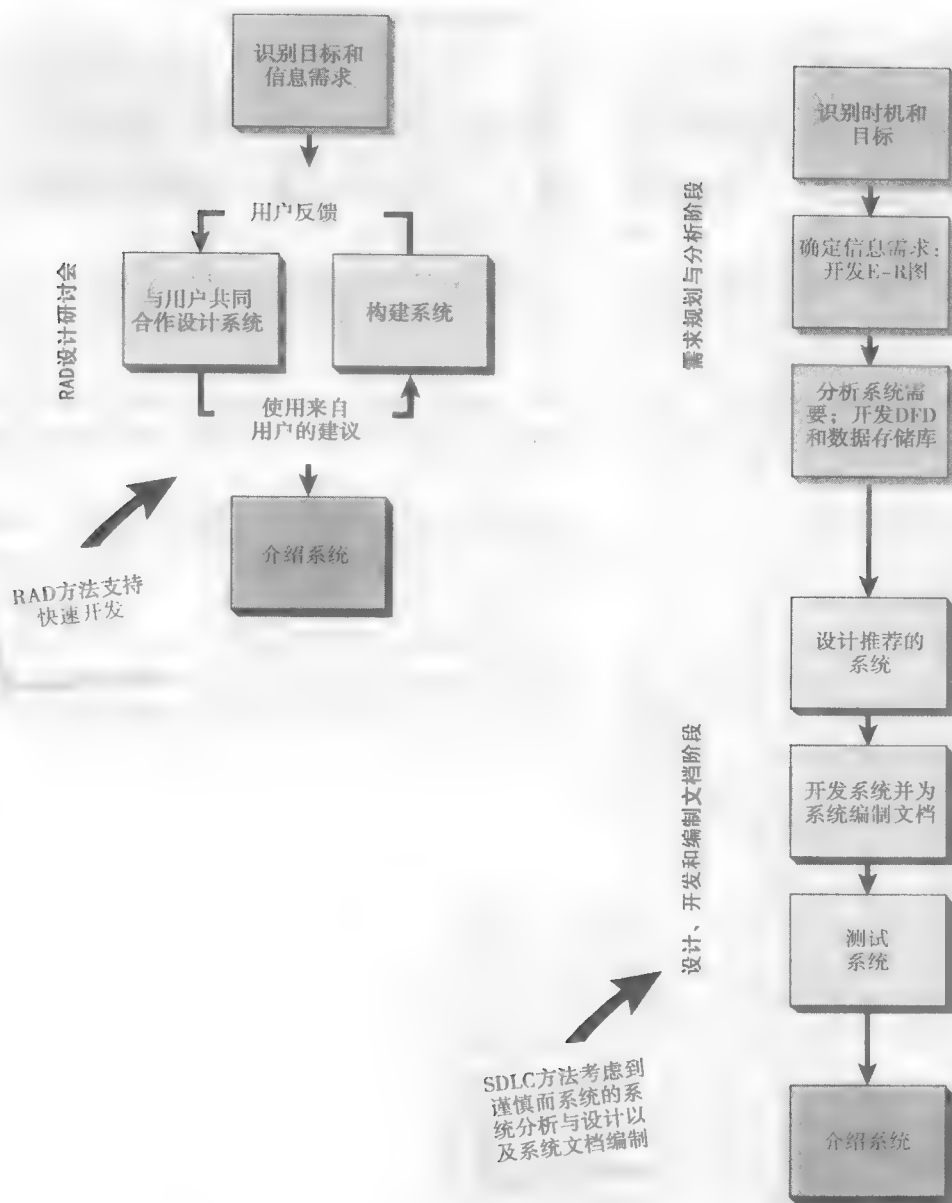 识别目标和
信息需求
用户反馈
RAD设计研讨会
与用户共同
合作设计系统
构建系统
使用来自
用户的建议
介绍系统
RAD方法支持
快速开发
识别时机和
目标
需求规划与分析阶段
确定信息需求;
开发E-R图
分析系统需
要;开发DFD
和数据存储库
设计推荐的
系统
设计、开发和编制文档阶段
开发系统并为
系统编制文档
测试
系统
SDLC方法考虑到
谨慎而系统的系
统分析与设计以
及系统文档编制
介绍系统